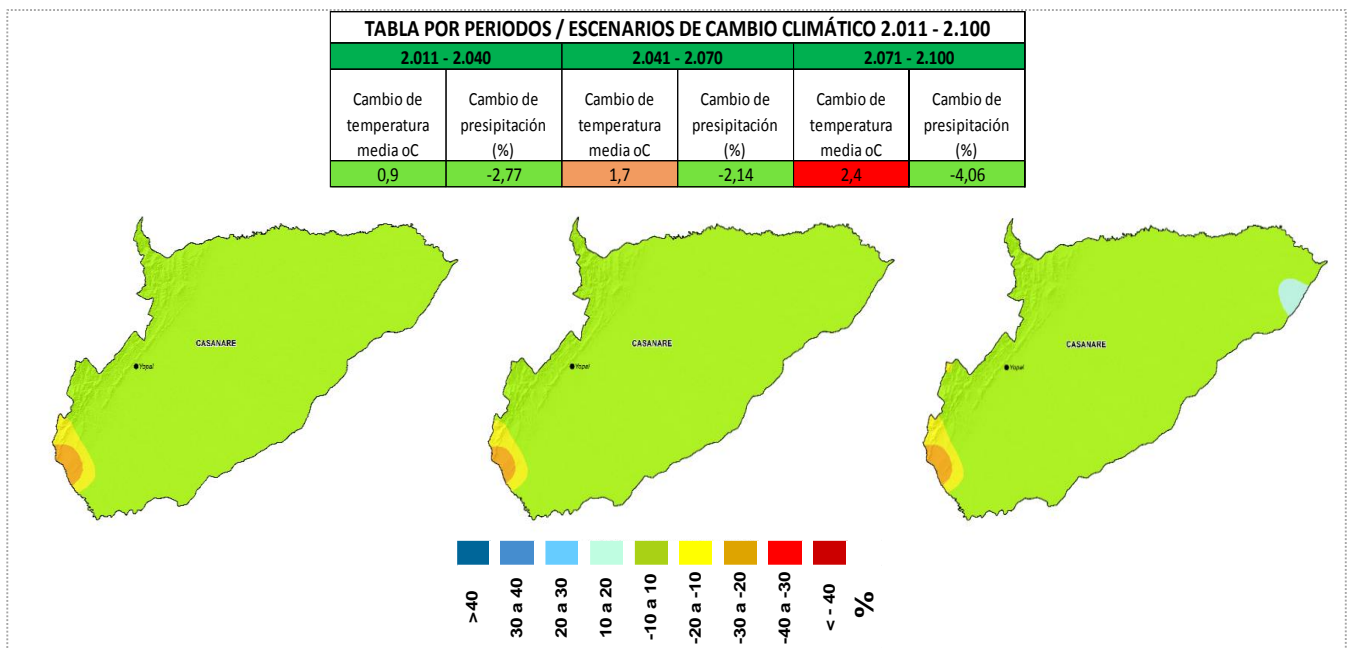 TABLA POR PERIODOS / ESCENARIOS DE CAMBIO CLIMÁTICO 2.011 - 2.100
2.011 - 2.040 2.041 - 2.070 2.071 - 2.100
Cambio de Cambio de Cambio de Cambio de Cambio de Cambio de
temperatura presipitación temperatura presipitación temperatura presipitación
media oC (%) media oC (%) media oC (%)
0,9 -2,77 1,7 -2,14 2,4 -4,06
CASANARE CASANARE CASANARE
Yopal Yopal Yopal
>40
30 a 40
20 a 30
10 a 20
-10 a 10
-20 a -10
-30 a -20
-40 a -30
< - 40
%